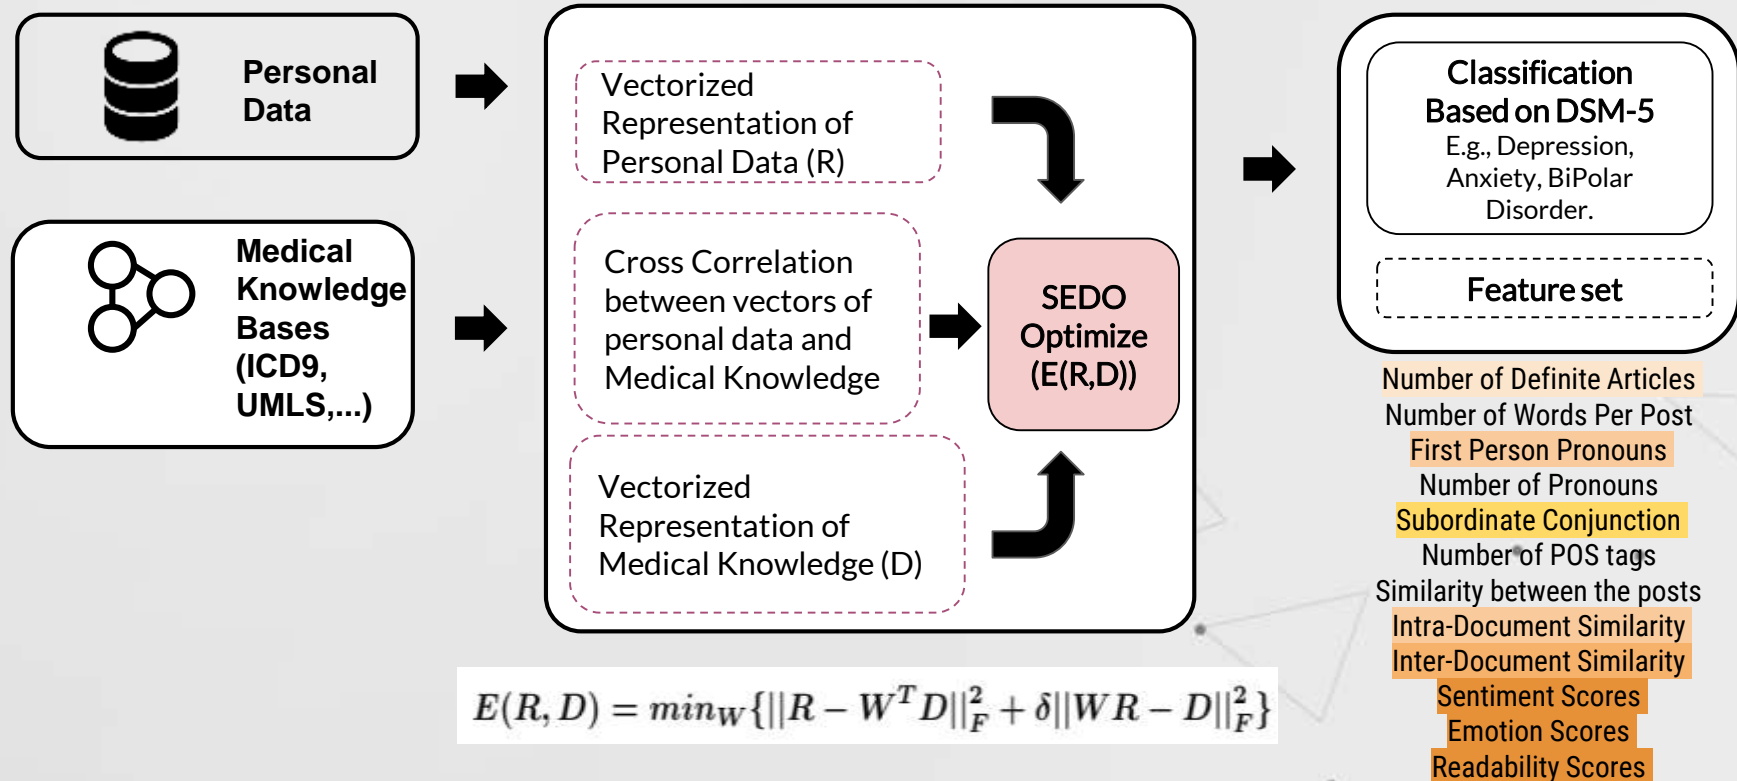 Personal
Data
Medical
Knowledge
Bases
(ICD9,
UMLS,...)
Vectorized
Representation of
Personal Data (R)
Cross Correlation
between vectors of
personal data and
Medical Knowledge
Vectorized
Representation of
Medical Knowledge (D)
SEDO
Optimize
(E(R,D))
Classification
Based on DSM-5
E.g., Depression,
Anxiety, BiPolar
Disorder.
Feature set
Number of Definite Articles
Number of Words Per Post
First Person Pronouns
Number of Pronouns
Subordinate Conjunction
Number of POS tags
Similarity between the posts
Intra-Document Similarity
Inter-Document Similarity
Sentiment Scores
Emotion Scores
Readability Scores
E(R, D) = min_W{||R − W^T D||_F^2 + δ||WR − D||_F^2}